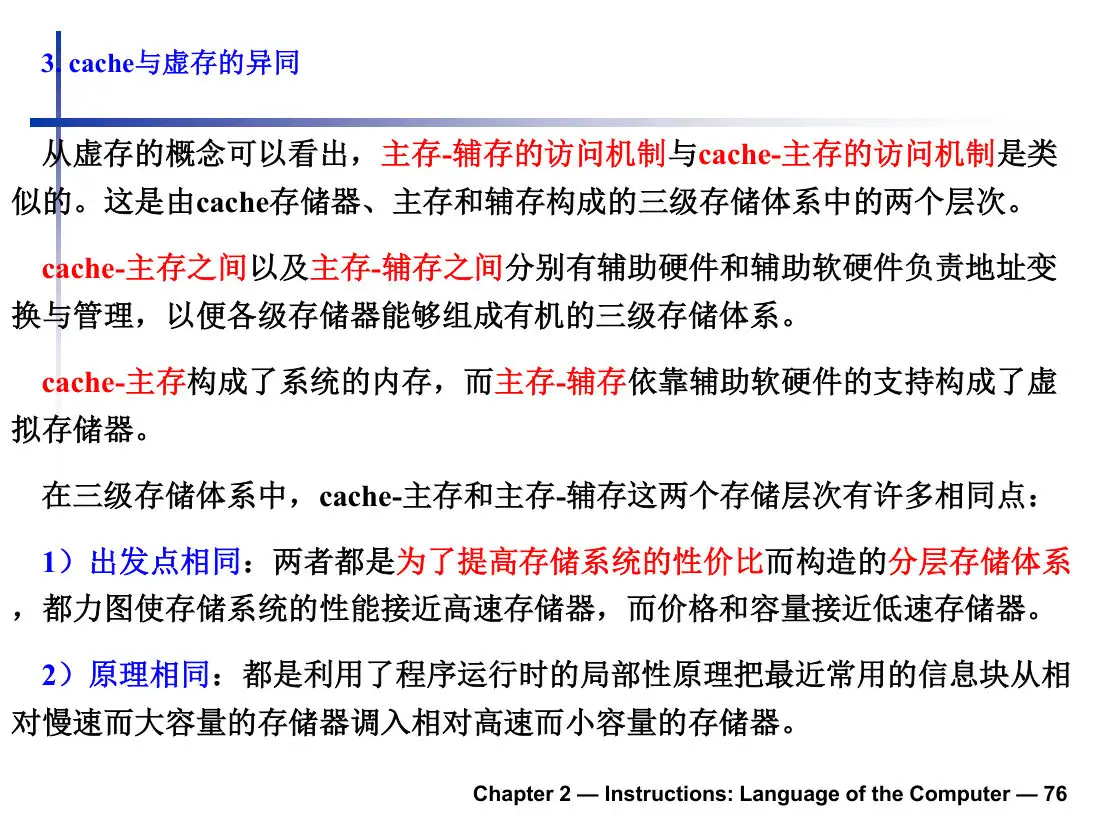 3. cache与虚存的异同
从虚存的概念可以看出，主存-辅存的访问机制与cache-主存的访问机制是类
似的。这是由cache存储器、主存和辅存构成的三级存储体系中的两个层次。
cache-主存之间以及主存-辅存之间分别有辅助硬件和辅助软硬件负责地址变
换与管理，以便各级存储器能够组成有机的三级存储体系。
cache-主存构成了系统的内存，而主存-辅存依靠辅助软硬件的支持构成了虚
拟存储器。
在三级存储体系中，cache-主存和主存-辅存这两个存储层次有许多相同点：
1）出发点相同：两者都是为了提高存储系统的性价比而构造的分层存储体系
，都力图使存储系统的性能接近高速存储器，而价格和容量接近低速存储器。
2）原理相同：都是利用了程序运行时的局部性原理把最近常用的信息块从相
对慢速而大容量的存储器调入相对高速而小容量的存储器。
Chapter 2 — Instructions: Language of the Computer — 76